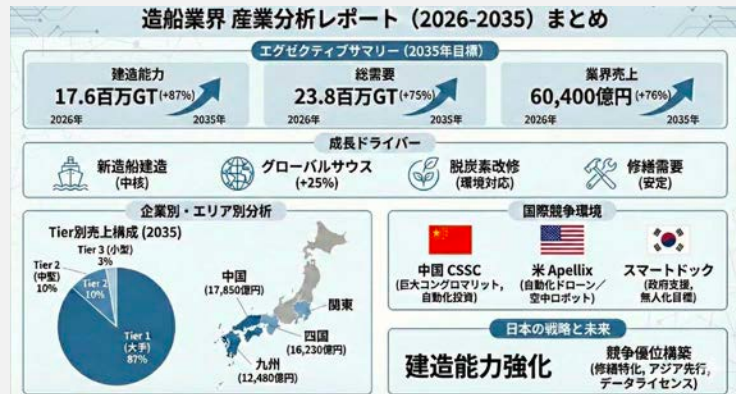 造船業界 産業分析レポート（2026-2035）まとめ
エグゼクティブサマリー（2035年目標）
建造能力
17.6百万GT(+87%)
2026年
2035年
総需要
23.8百万GT(+75%)
2026年
2035年
業界売上
60,400億円(+76%)
2026年
2035年
成長ドライバー
新造船建造
(中核)
グローバルサウス
(+25%)
脱炭素改修
(環境対応)
修繕需要
(安定)
企業別・エリア別分析
Tier別売上構成 (2035)
Tier 3 (小型)
3%
Tier 2
(中堅)
10%
Tier 2
10%
Tier 1
(大手)
87%
中国
(17,850億円)
関東
四国
(16,230億円)
九州
(12,480億円)
国際競争環境
中国 CSSC
(巨大コングロマリット,
自動化投資)
米 Apellix
(自動化ドローン／
空中ロボット)
スマートドック
(政府支援,
無人化目標)
日本の戦略と未来
建造能力強化
競争優位構築
(修繕特化, アジア先行,
データライセンス)